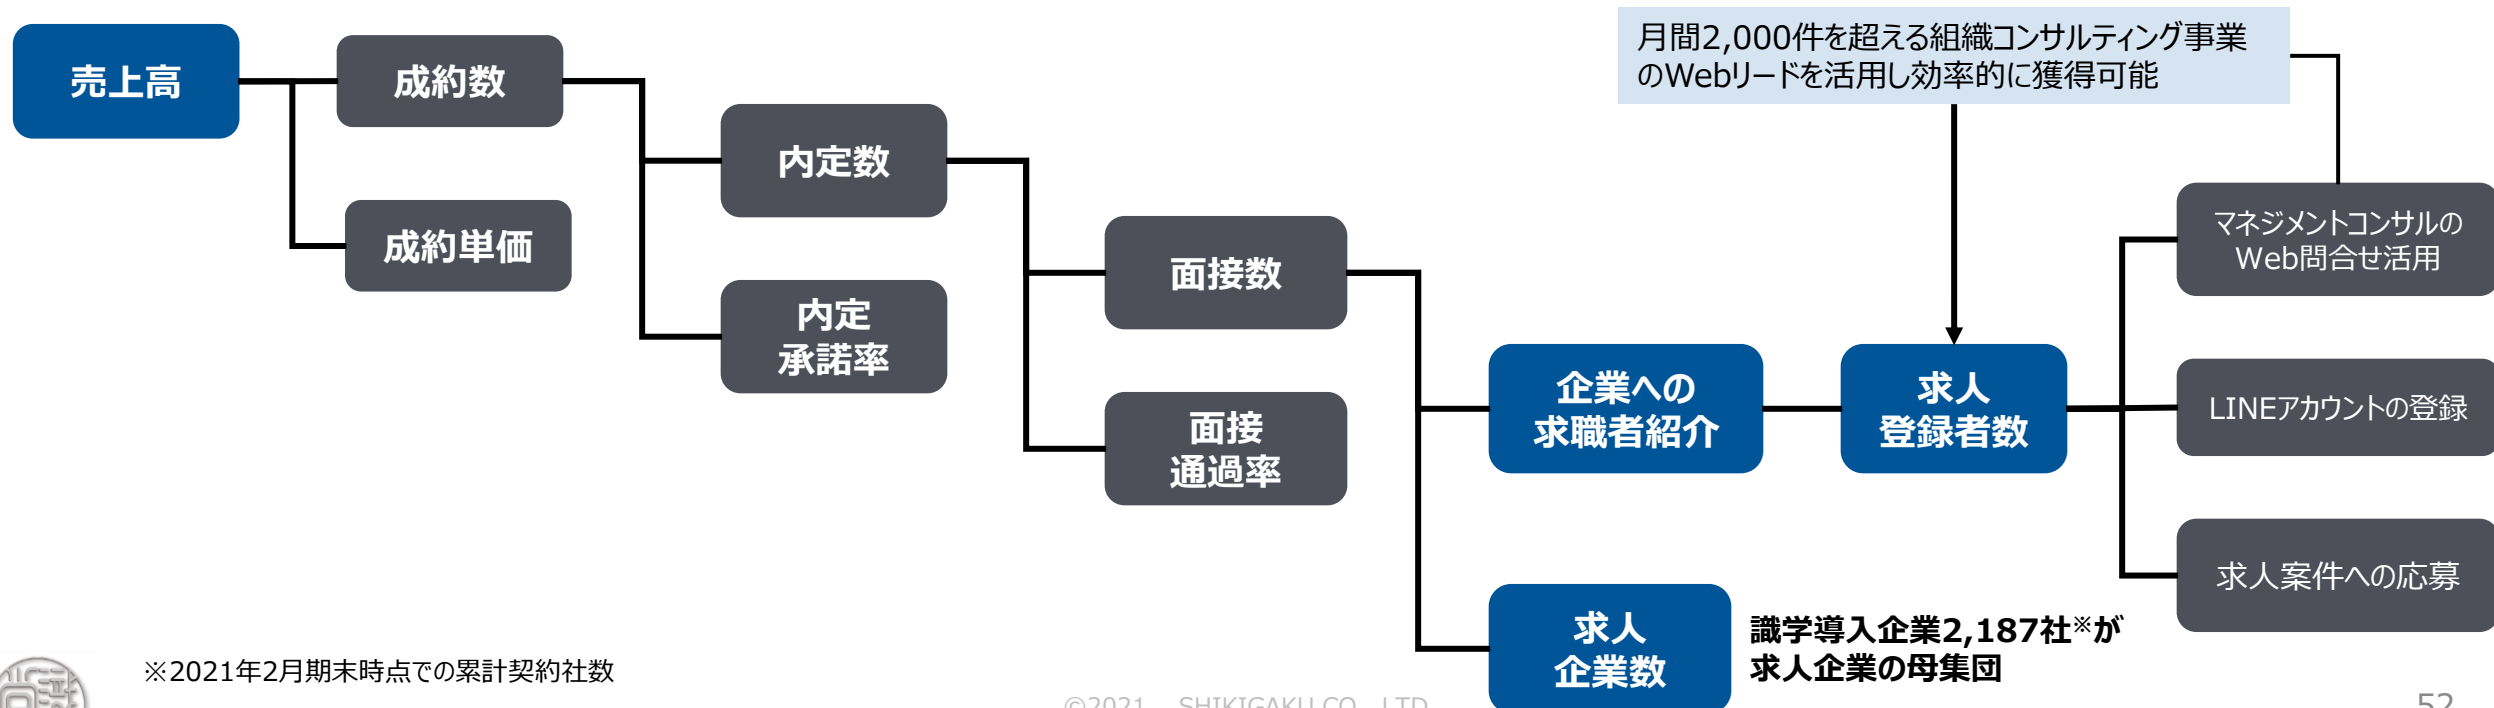 月間2,000件を超える組織コンサルティング事業
のWebリードを活用し効率的に獲得可能
売上高
成約数
成約単価
内定数
内定
承諾率
面接数
面接
通過率
企業への
求職者紹介
求人
登録者数
マネジメントコンサルの
Web問合せ活用
LINEアカウントの登録
求人案件への応募
求人
企業数
識学導入企業2,187社※が
求人企業の母集団
※2021年2月期末時点での累計契約社数
©2021 SHIKIGAKU CO., LTD.
52